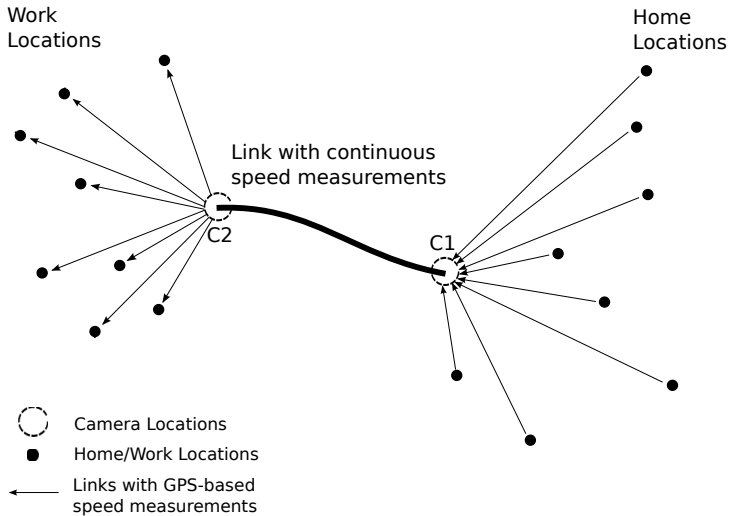 Work
Locations
Home
Locations
Link with continuous
speed measurements
C2
C1
Camera Locations
Home/Work Locations
Links with GPS-based
speed measurements